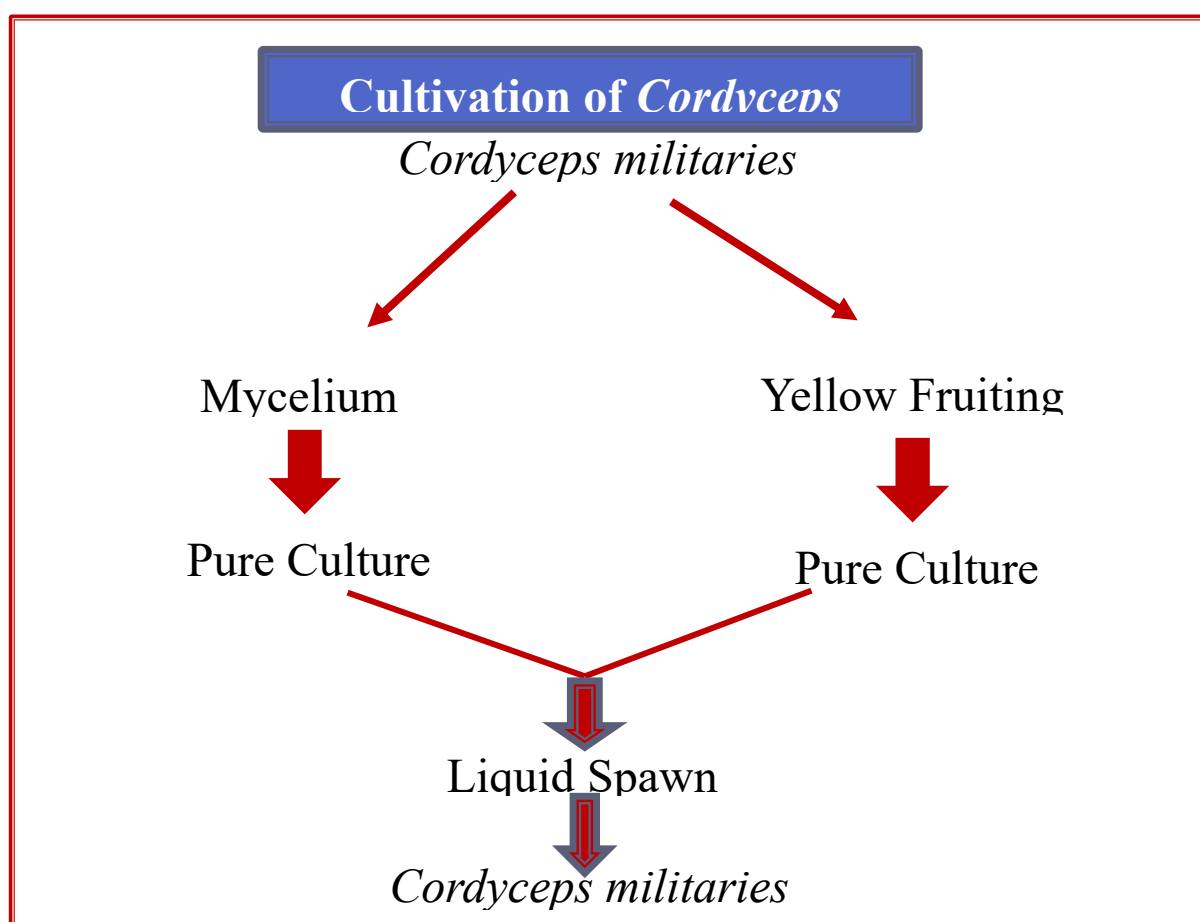 Cultivation of Cordyceps
Cordyceps militaries
Mycelium
Yellow Fruiting
Pure Culture
Pure Culture
Liquid Spawn
Cordyceps militaries